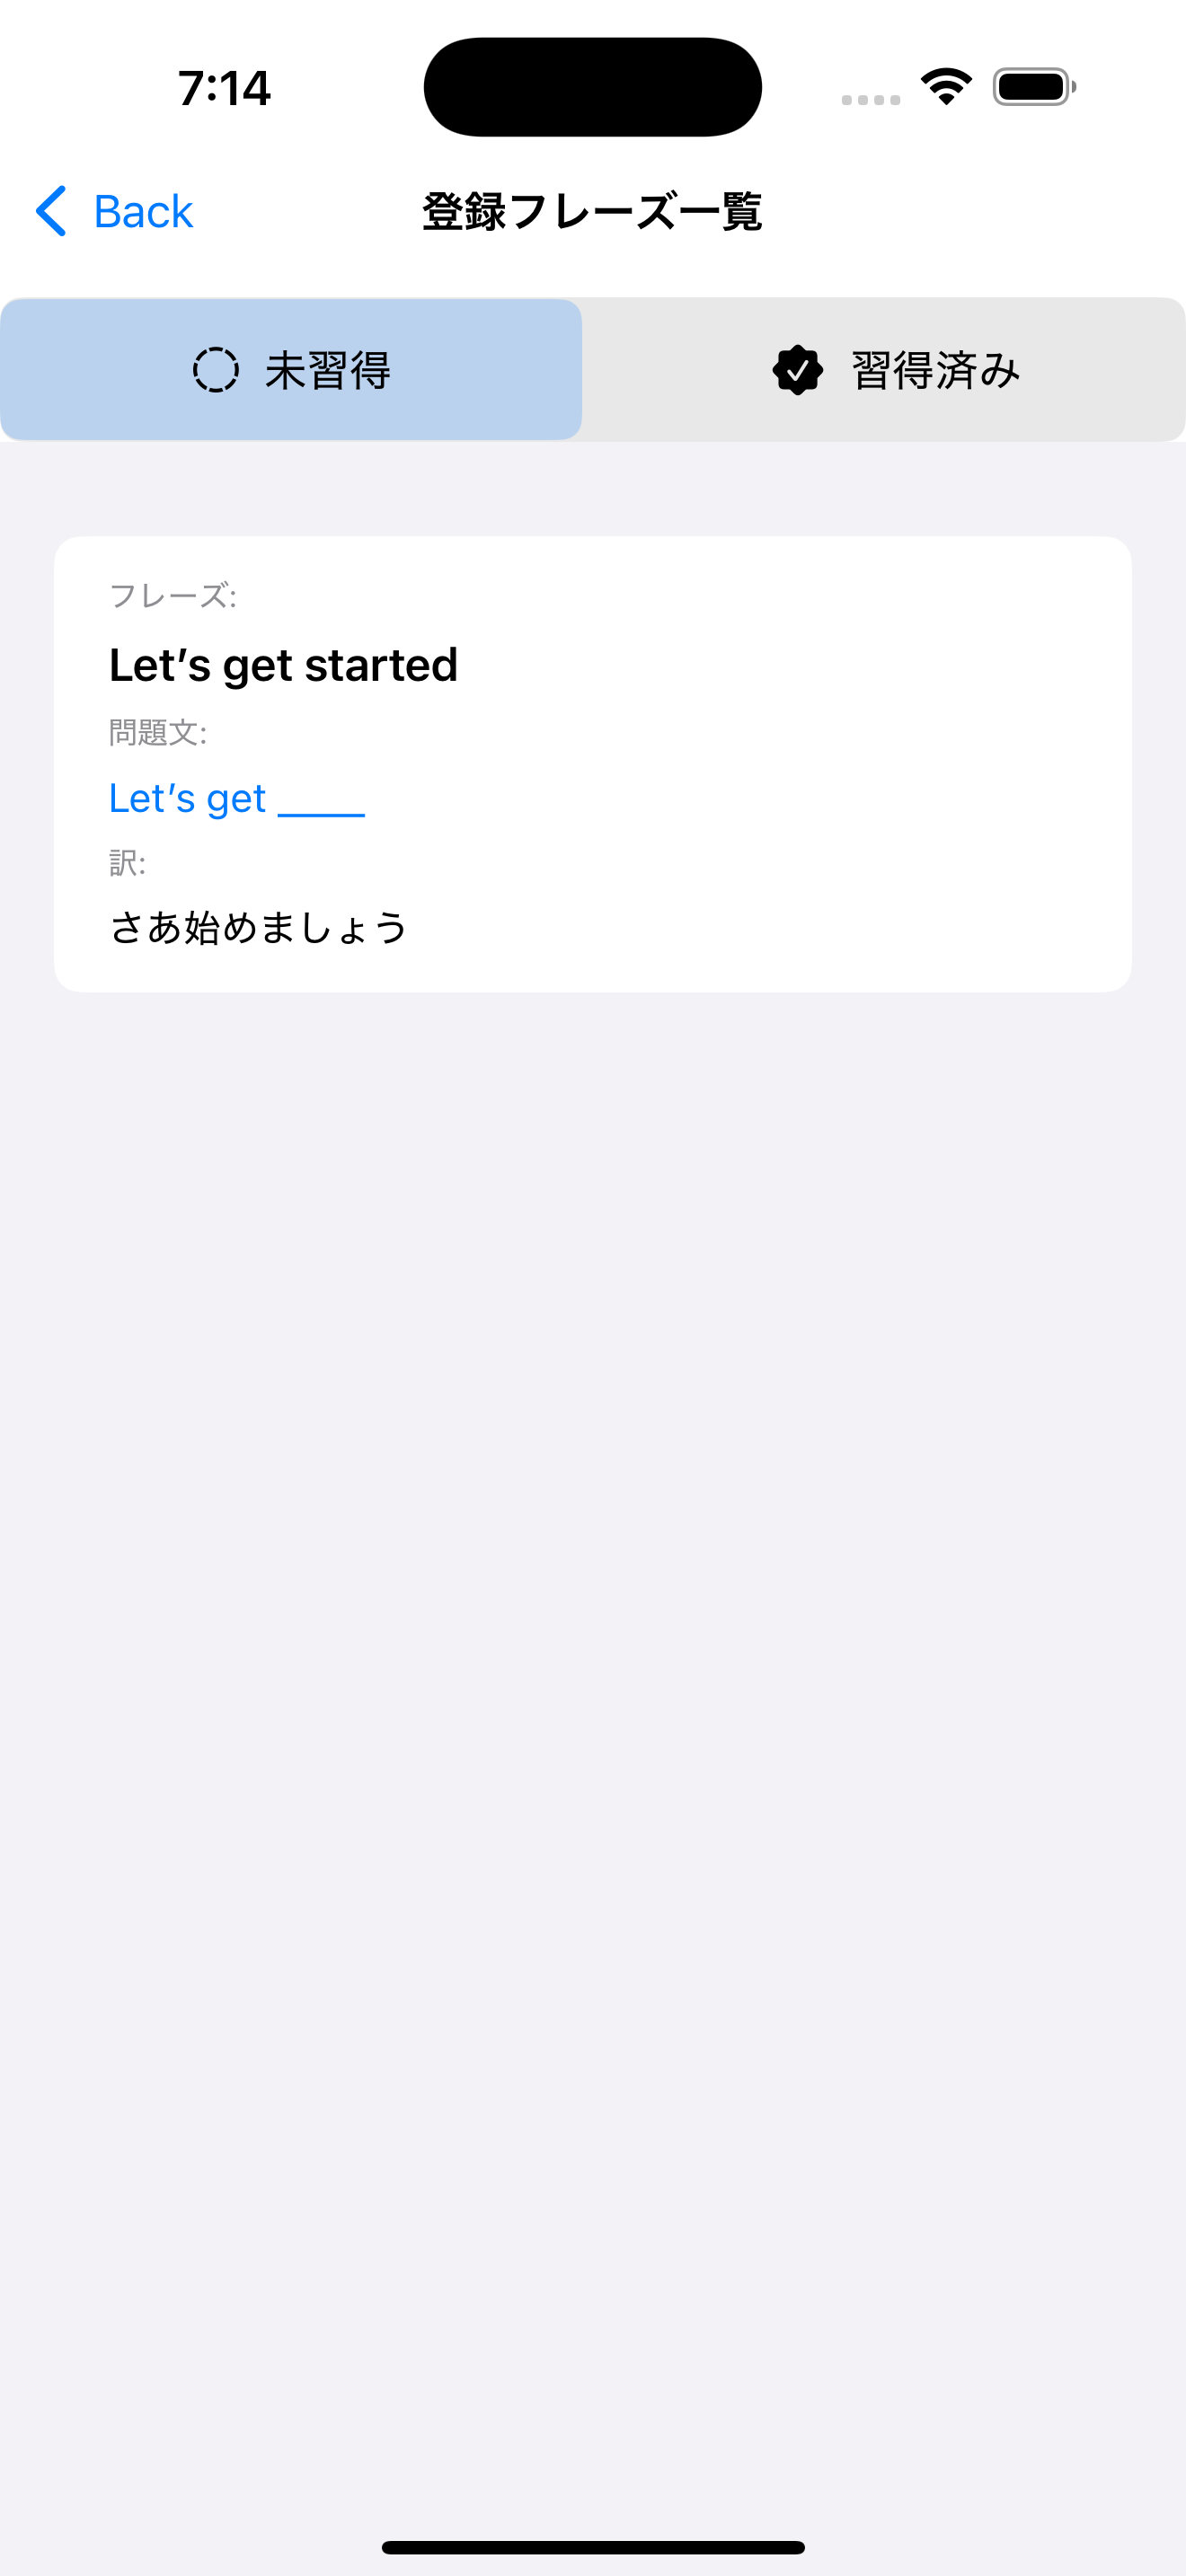 7:14
Back
登録フレーズ一覧
未習得
習得済み
フレーズ:
Let’s get started
問題文:
Let’s get _____
訳:
さあ始めましょう